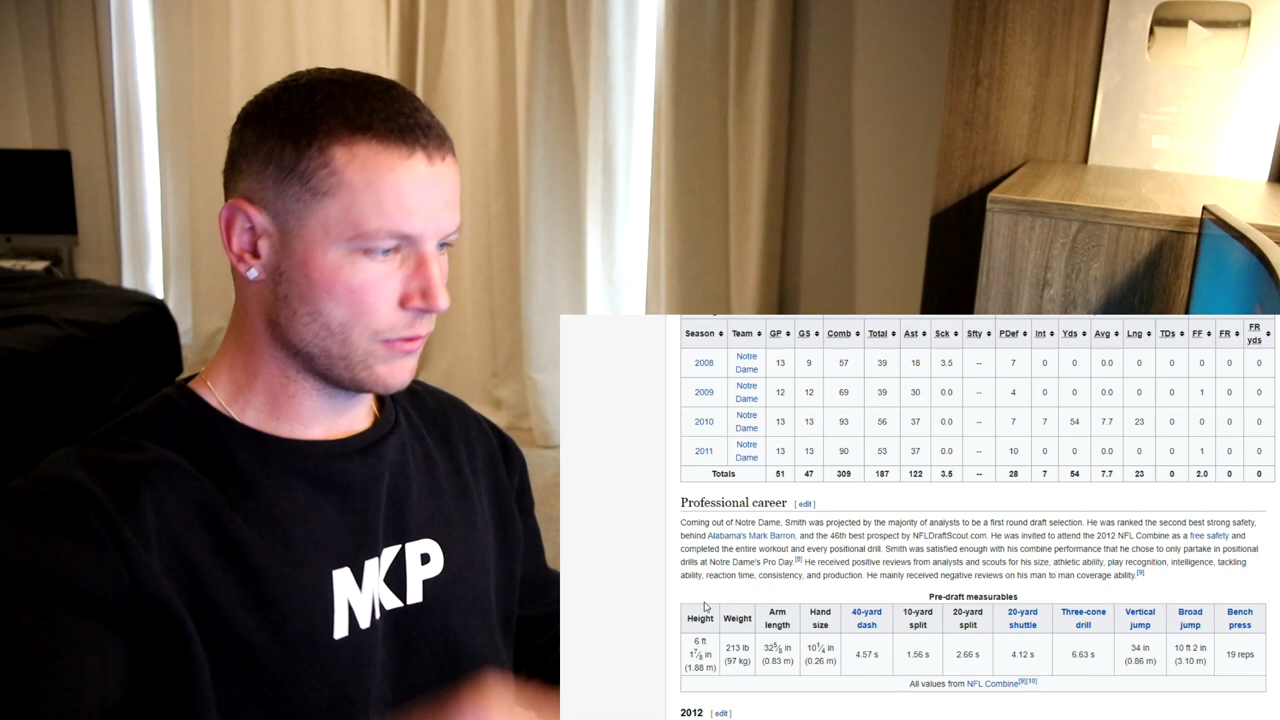 MKP
Season Team GP GS Comb Total Ast Sck Sfty PDef Int Yds Avg Lng TDs FF FR FR yds
2008 Notre Dame 13 9 57 39 18 3.5 -- 7 0 0 0.0 0 0 0 0 0
2009 Notre Dame 12 12 69 39 30 0.0 -- 4 0 0 0.0 0 0 1 0 0
2010 Notre Dame 13 13 93 56 37 0.0 -- 7 7 54 7.7 23 0 0 0 0
2011 Notre Dame 13 13 90 53 37 0.0 -- 10 0 0 0.0 0 0 1 0 0
Totals 51 47 309 187 122 3.5 -- 28 7 54 7.7 23 0 2.0 0 0
Professional career [ edit ]
Coming out of Notre Dame, Smith was projected by the majority of analysts to be a first round draft selection. He was ranked the second best strong safety,
behind Alabama's Mark Barron, and the 46th best prospect by NFLDraftScout.com. He was invited to attend the 2012 NFL Combine as a free safety and
completed the entire workout and every positional drill. Smith was satisfied enough with his combine performance that he chose to only partake in positional
drills at Notre Dame's Pro Day.[8] He received positive reviews from analysts and scouts for his size, athletic ability, play recognition, intelligence, tackling
ability, reaction time, consistency, and production. He mainly received negative reviews on his man to man coverage ability.[9]
Pre-draft measurables
Height Weight Arm length Hand size 40-yard dash 10-yard split 20-yard split 20-yard shuttle Three-cone drill Vertical jump Broad jump Bench press
6 ft 1 7/8 in (1.88 m) 213 lb (97 kg) 32 5/8 in (0.83 m) 10 1/4 in (0.26 m) 4.57 s 1.56 s 2.66 s 4.12 s 6.63 s 34 in (0.86 m) 10 ft 2 in (3.10 m) 19 reps
All values from NFL Combine[9][10]
2012 [ edit ]